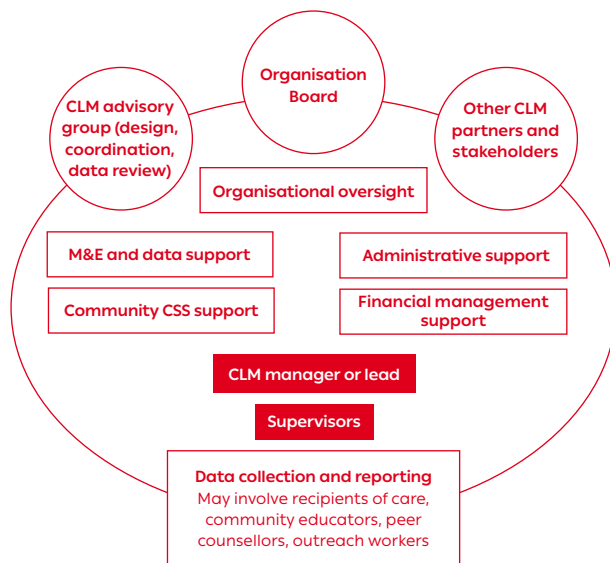 Organisation
Board
CLM advisory
group (design,
coordination,
data review)
Other CLM
partners and
stakeholders
Organisational oversight
M&E and data support
Administrative support
Community CSS support
Financial management
support
CLM manager or lead
Supervisors
Data collection and reporting
May involve recipients of care,
community educators, peer
counsellors, outreach workers